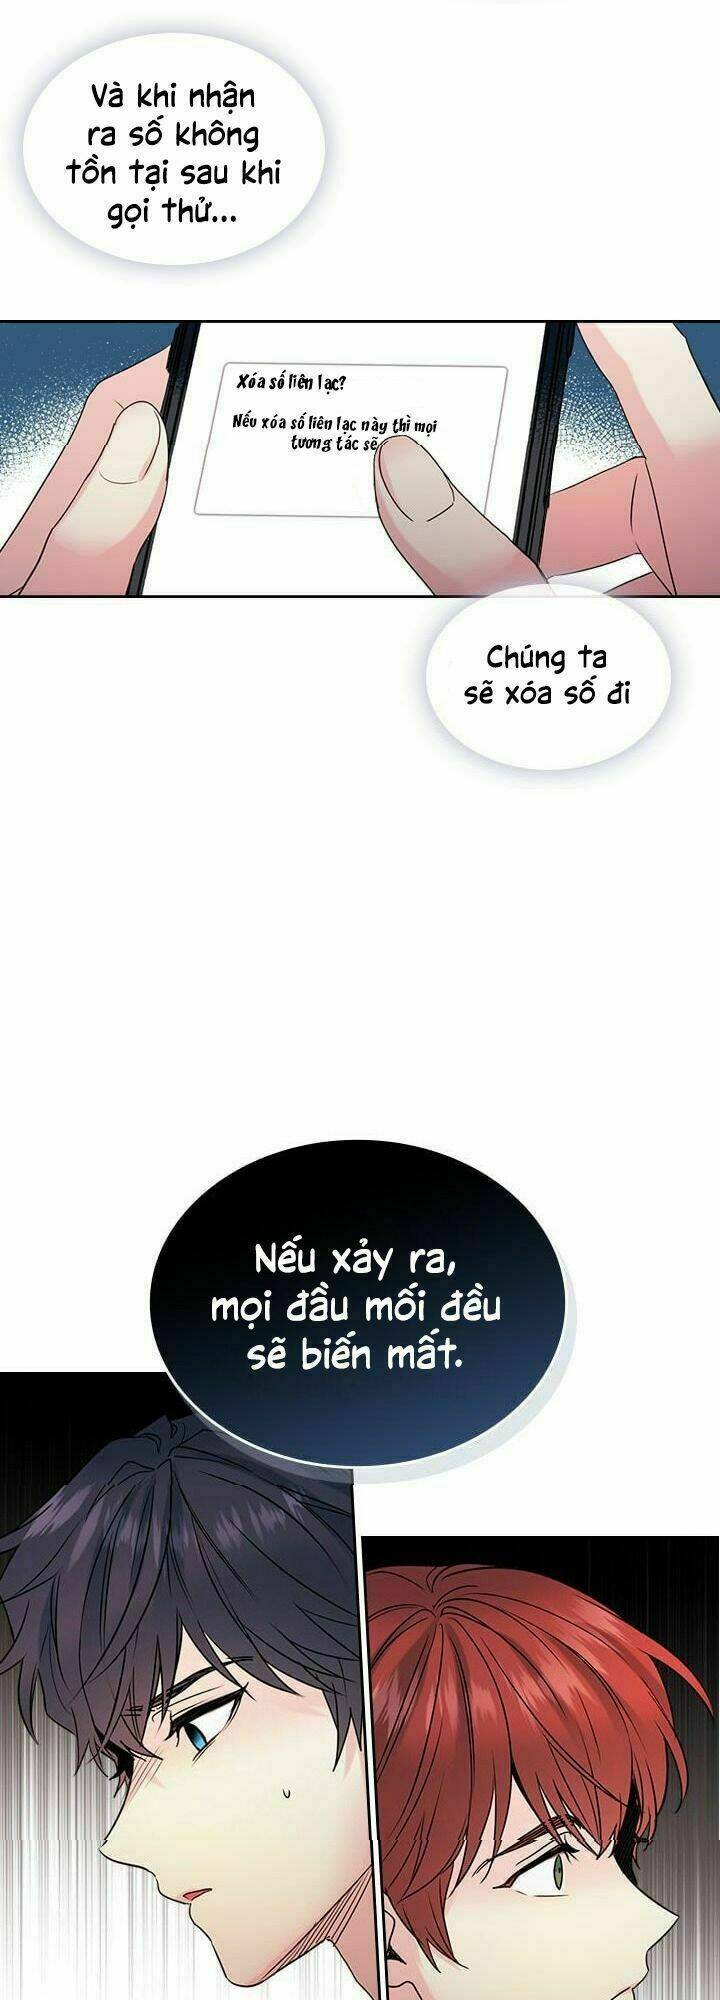 Và khi nhận
ra số không
tồn tại sau khi
gọi thử...
Xóa số liên lạc?
Nếu xóa số liên lạc này thì mọi
tương tác sẽ
Chúng ta
sẽ xóa số đi
Nếu xảy ra,
mọi đầu mối đều
sẽ biến mất.